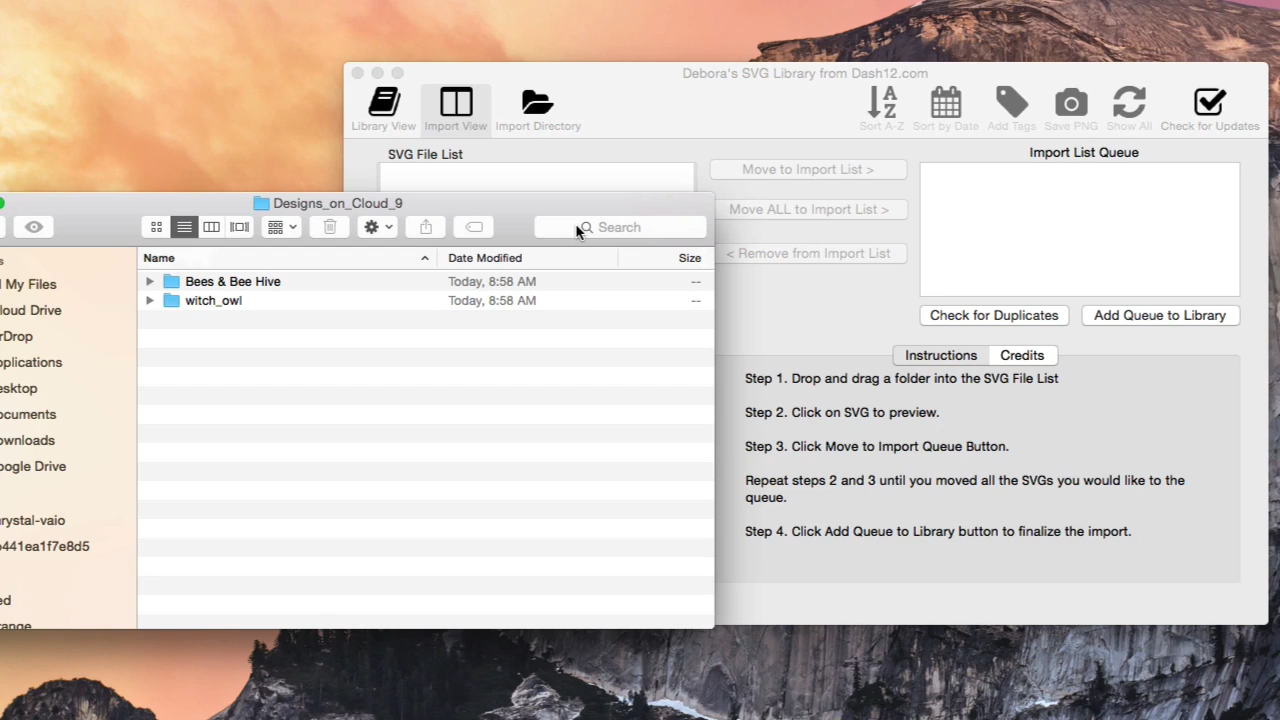 Debora's SVG Library from Dash12.com
Library View Import View Import Directory Sort A-Z Sort by Date Add Tags Save PNG Show All Check for Updates
SVG File List
Import List Queue
Move to Import List >
Move ALL to Import List >
< Remove from Import List
Check for Duplicates Add Queue to Library
Instructions Credits
Step 1. Drop and drag a folder into the SVG File List
Step 2. Click on SVG to preview.
Step 3. Click Move to Import Queue Button.
Repeat steps 2 and 3 until you moved all the SVGs you would like to the
queue.
Step 4. Click Add Queue to Library button to finalize the import.
Designs_on_Cloud_9
Search
Name Date Modified Size
Bees & Bee Hive Today, 8:58 AM --
witch_owl Today, 8:58 AM --
s
l My Files
loud Drive
rDrop
pplications
esktop
ocuments
ownloads
oogle Drive
rystal-vaio
441ea1f7e8d5
ed
range